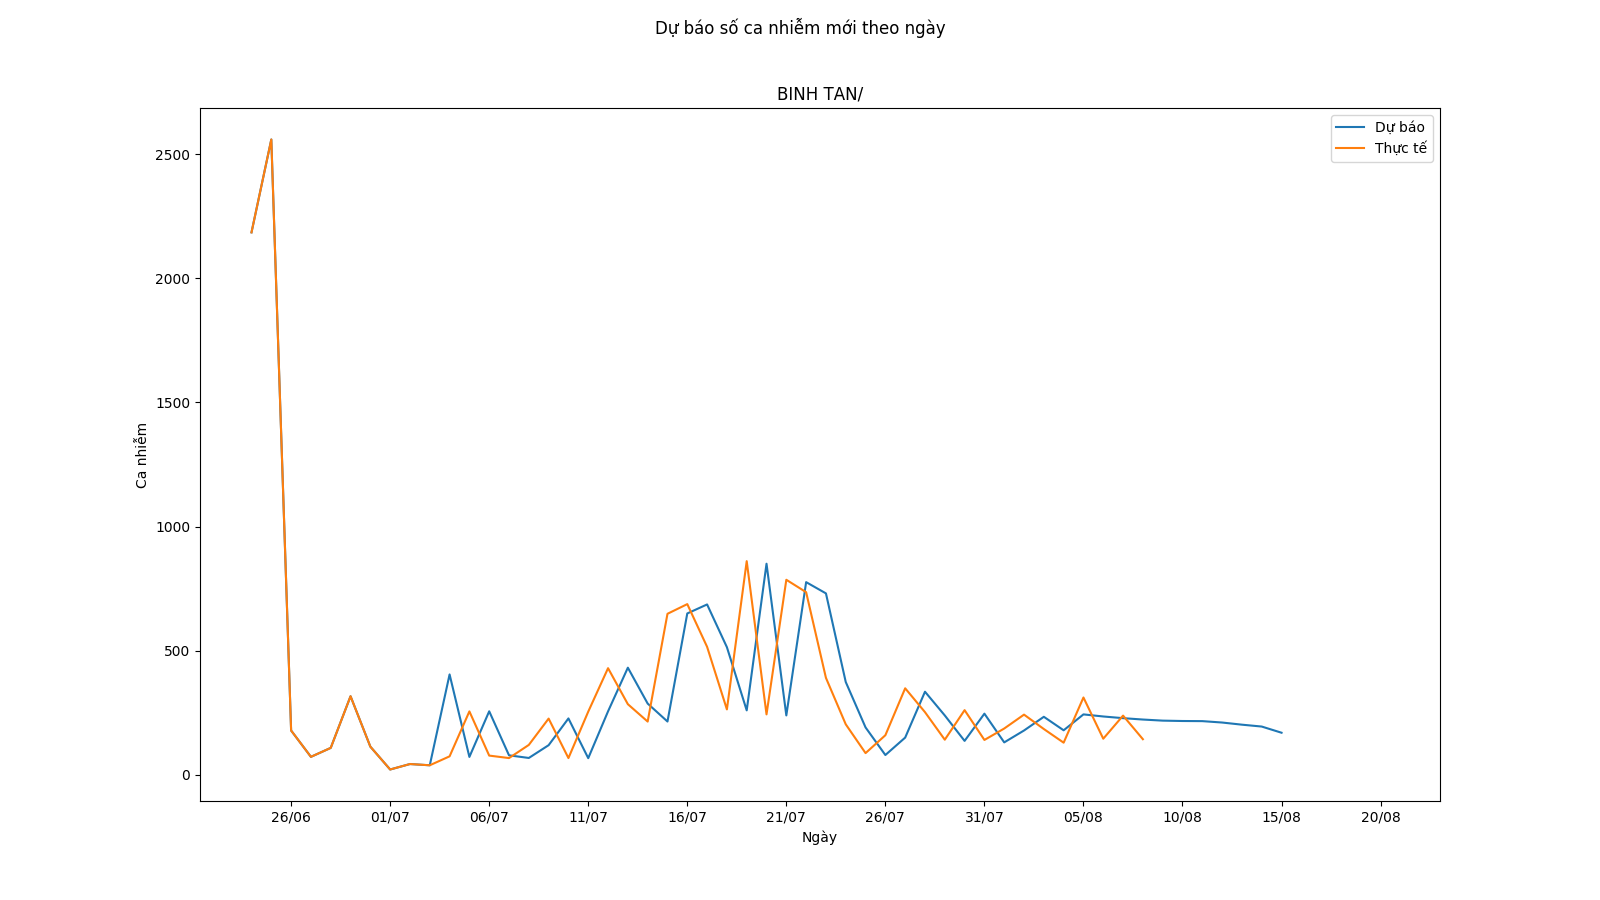 Dự báo số ca nhiễm mới theo ngày
BINH TAN/
Dự báo
Thực tế
2500
2000
1500
1000
500
0
Ca nhiễm
26/06 01/07 06/07 11/07 16/07 21/07 26/07 31/07 05/08 10/08 15/08 20/08
Ngày